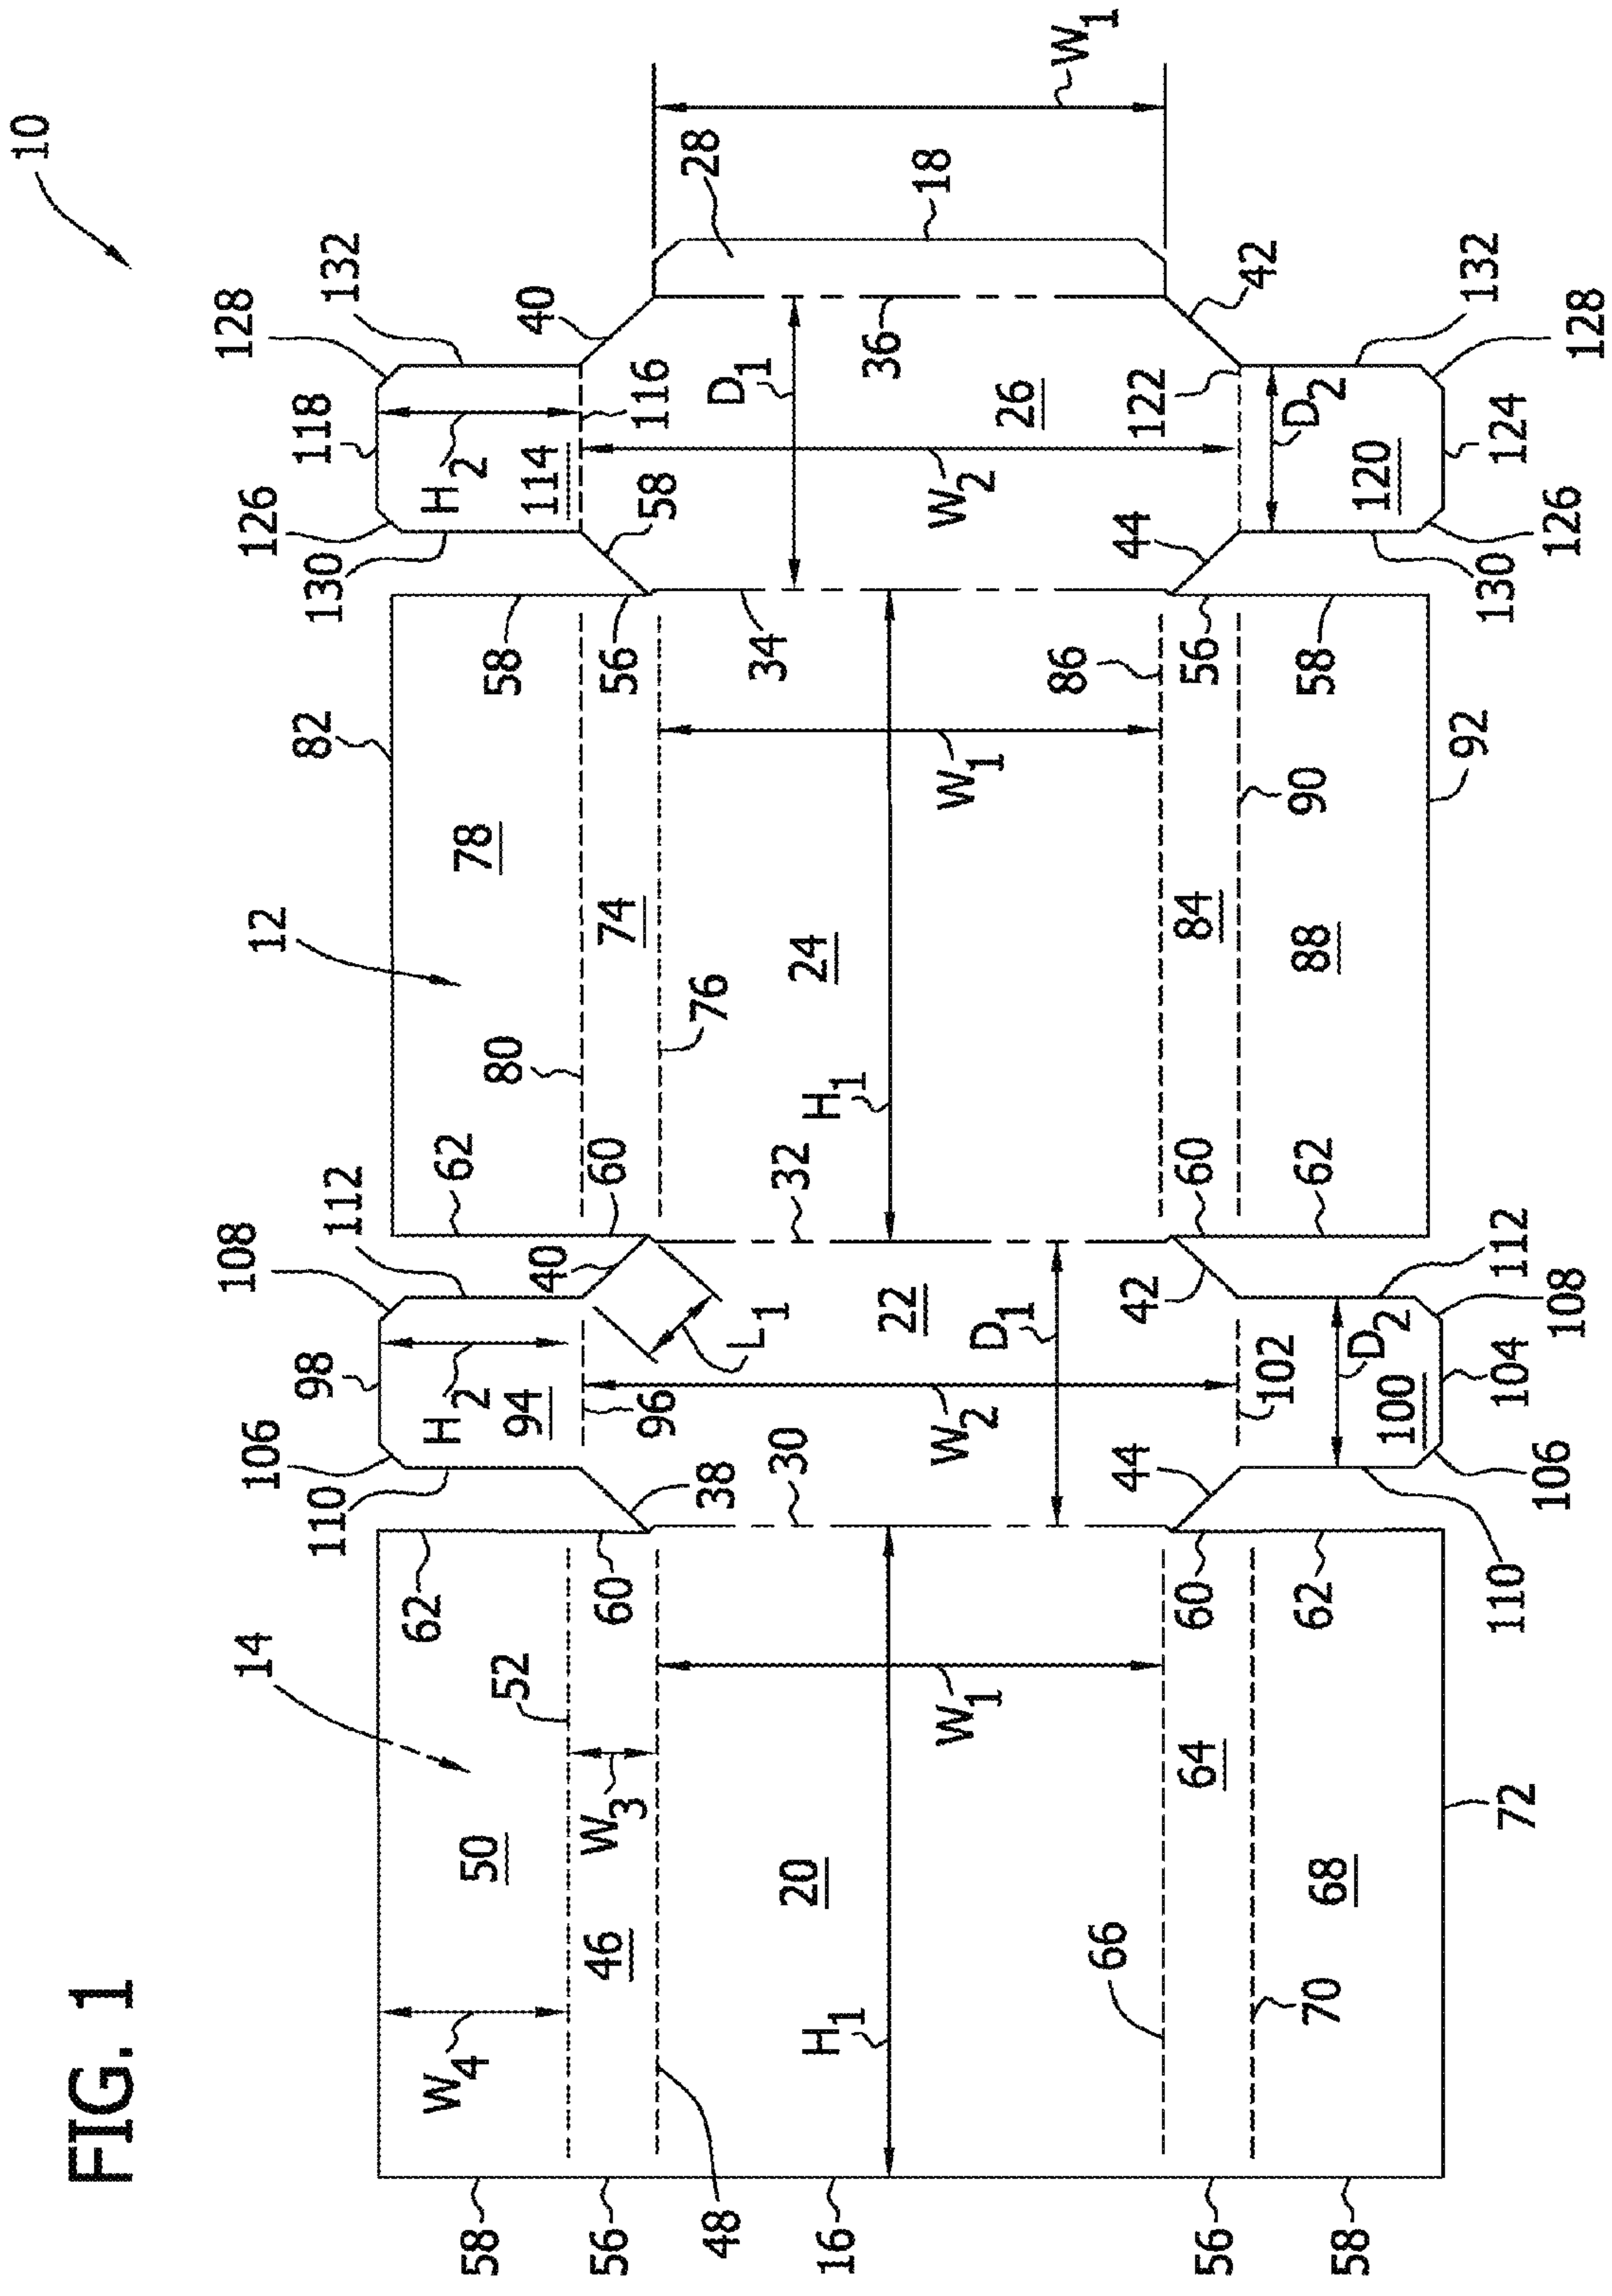 FIG. 1 10
14 106 108 12 126 128
110 98 112 82 130 118 132
W4 62 H2 62 H2
58 50 52 94 80 78 58 114 40
56 46 W3 60 96 40 60 74 56 58 116
48 38 L1 76 D1 28
20 30 32 24 34
16 H1 H1 36
22 18
W1 W2 D1 W1 W2 26 W1
66 44 42 86 44 122
56 64 60 102 60 84 56 42
70 68 62 D2 62 88 90 58 D2
58 100 120
72 110 104 112 92 130 124 132
106 108 126 128